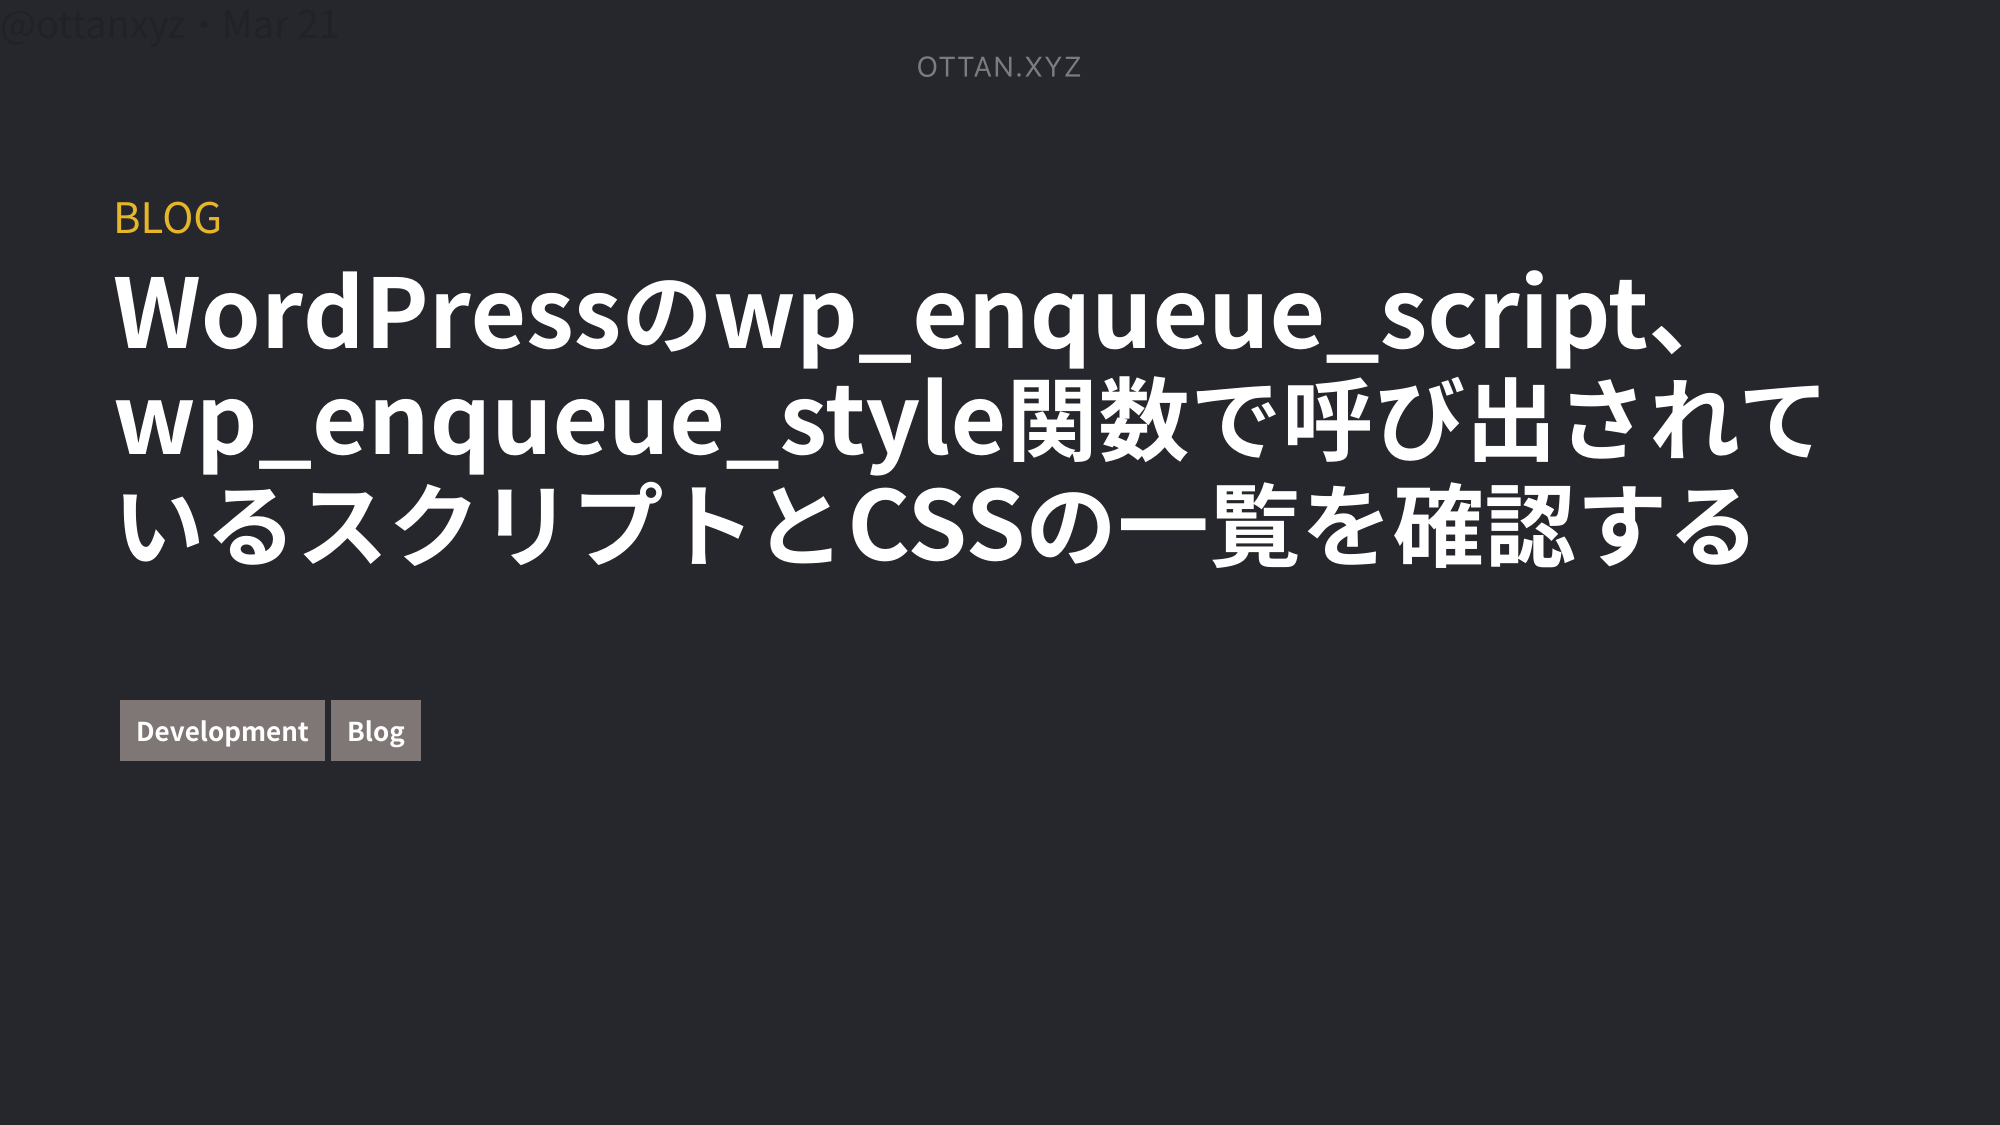 @ottanxyz・Mar 21
OTTAN.XYZ
BLOG
WordPressのwp_enqueue_script、
wp_enqueue_style関数で呼び出されて
いるスクリプトとCSSの一覧を確認する
Development Blog